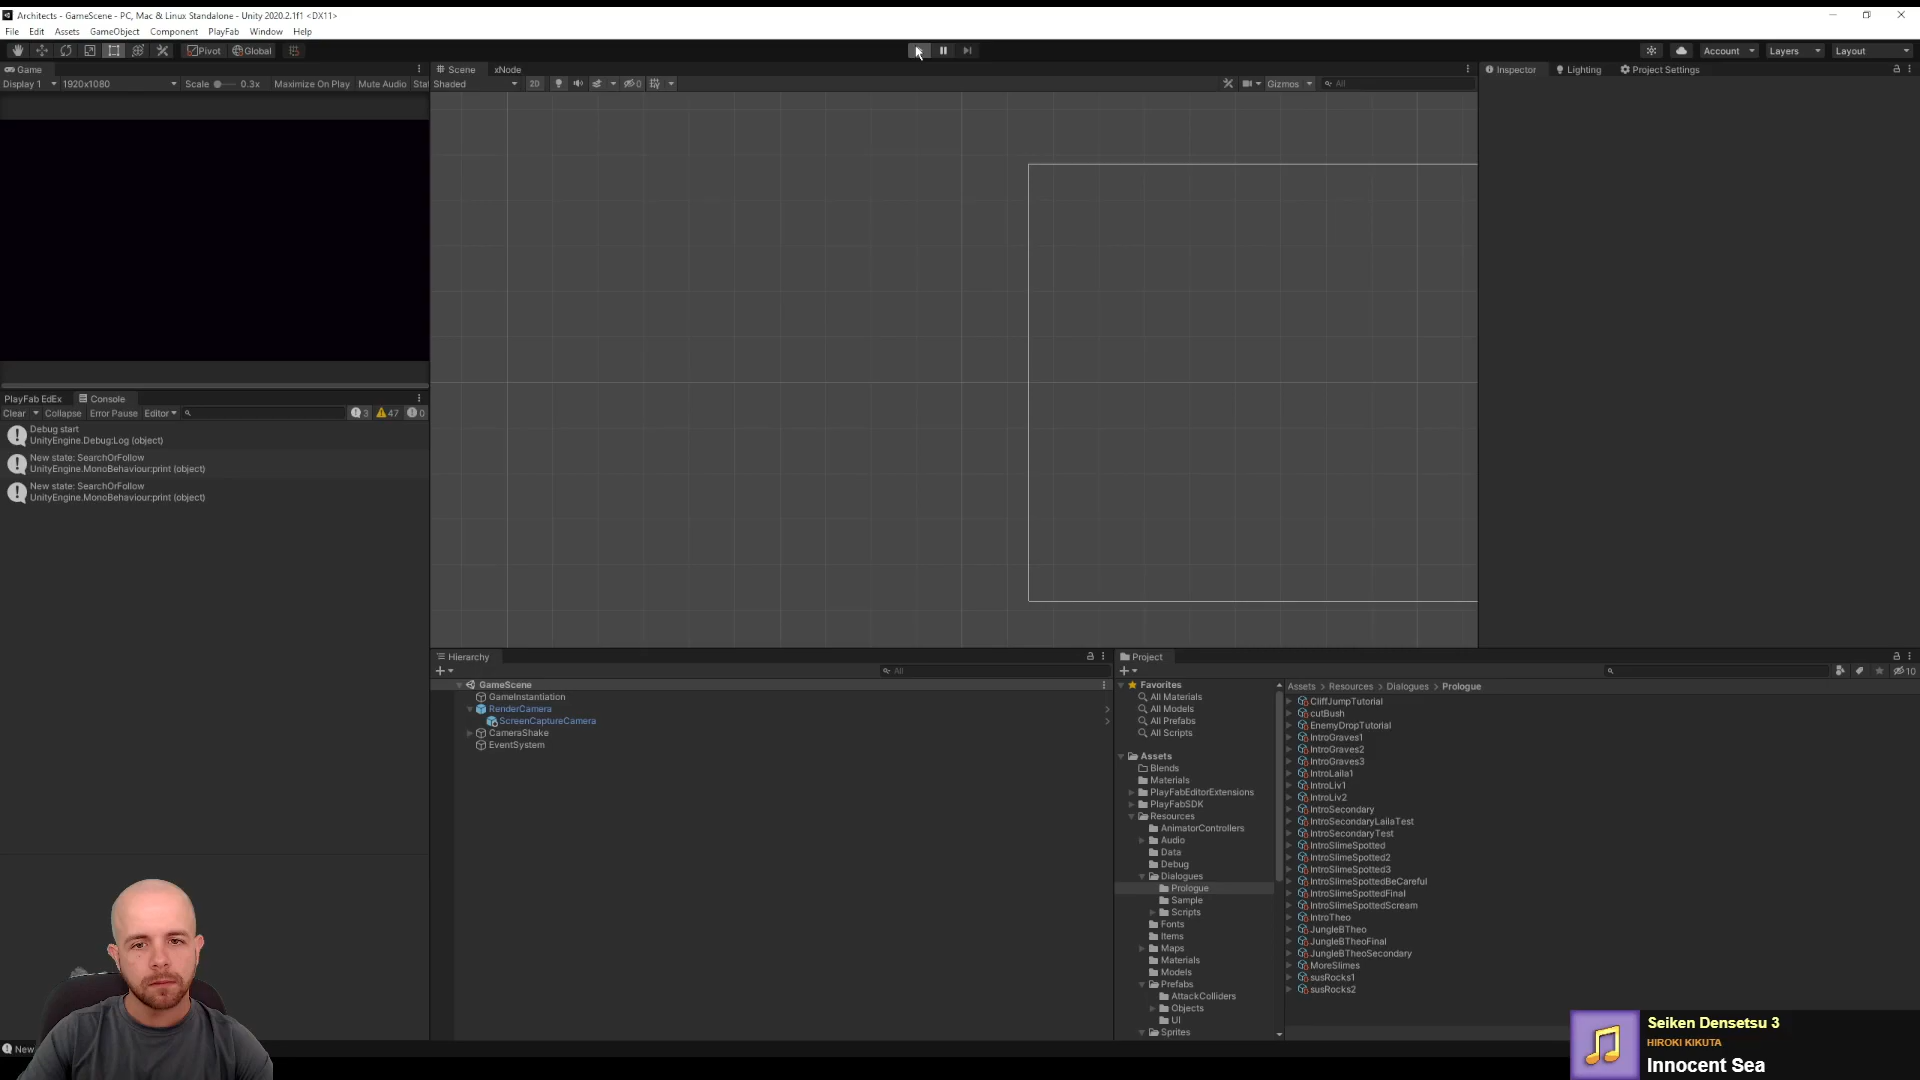 Architects - GameScene - PC, Mac & Linux Standalone - Unity 2020.2.1f1 <DX11>
File Edit Assets GameObject Component PlayFab Window Help
Pivot Global Account Layers Layout
Game
Display 1 1920x1080 Scale 0.3x Maximize On Play Mute Audio Stat
Scene xNode
Shaded 2D 0 Gizmos All
Inspector Lighting Project Settings
PlayFab EdEx Console
Clear Collapse Error Pause Editor 3 47 0
Debug start
UnityEngine.Debug:Log (object)
New state: SearchOrFollow
UnityEngine.MonoBehaviour:print (object)
New state: SearchOrFollow
UnityEngine.MonoBehaviour:print (object)
New
Hierarchy
All
GameScene
GameInstantiation
RenderCamera
ScreenCaptureCamera
CameraShake
EventSystem
Project
10
Favorites
All Materials
All Models
All Prefabs
All Scripts
Assets
Blends
Materials
PlayFabEditorExtensions
PlayFabSDK
Resources
AnimatorControllers
Audio
Data
Debug
Dialogues
Prologue
Sample
Scripts
Fonts
Items
Maps
Materials
Models
Prefabs
AttackColliders
Objects
UI
Sprites
Assets > Resources > Dialogues > Prologue
CliffJumpTutorial
cutBush
EnemyDropTutorial
IntroGraves1
IntroGraves2
IntroGraves3
IntroLaila1
IntroLiv1
IntroLiv2
IntroSecondary
IntroSecondaryLailaTest
IntroSecondaryTest
IntroSlimeSpotted
IntroSlimeSpotted2
IntroSlimeSpotted3
IntroSlimeSpottedBeCareful
IntroSlimeSpottedFinal
IntroSlimeSpottedScream
IntroTheo
JungleBTheo
JungleBTheoFinal
JungleBTheoSecondary
MoreSlimes
susRocks1
susRocks2
Seiken Densetsu 3
HIROKI KIKUTA
Innocent Sea